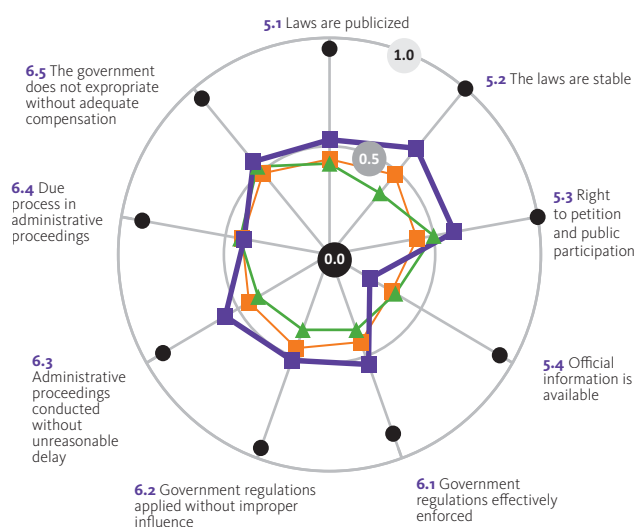 5.1 Laws are publicized
1.0
5.2 The laws are stable
0.5
5.3 Right
to petition
and public
participation
0.0
5.4 Official
information is
available
6.1 Government
regulations effectively
enforced
6.2 Government regulations
applied without improper
influence
6.3
Administrative
proceedings
conducted
without
unreasonable
delay
6.4 Due
process in
administrative
proceedings
6.5 The government
does not expropriate
without adequate
compensation